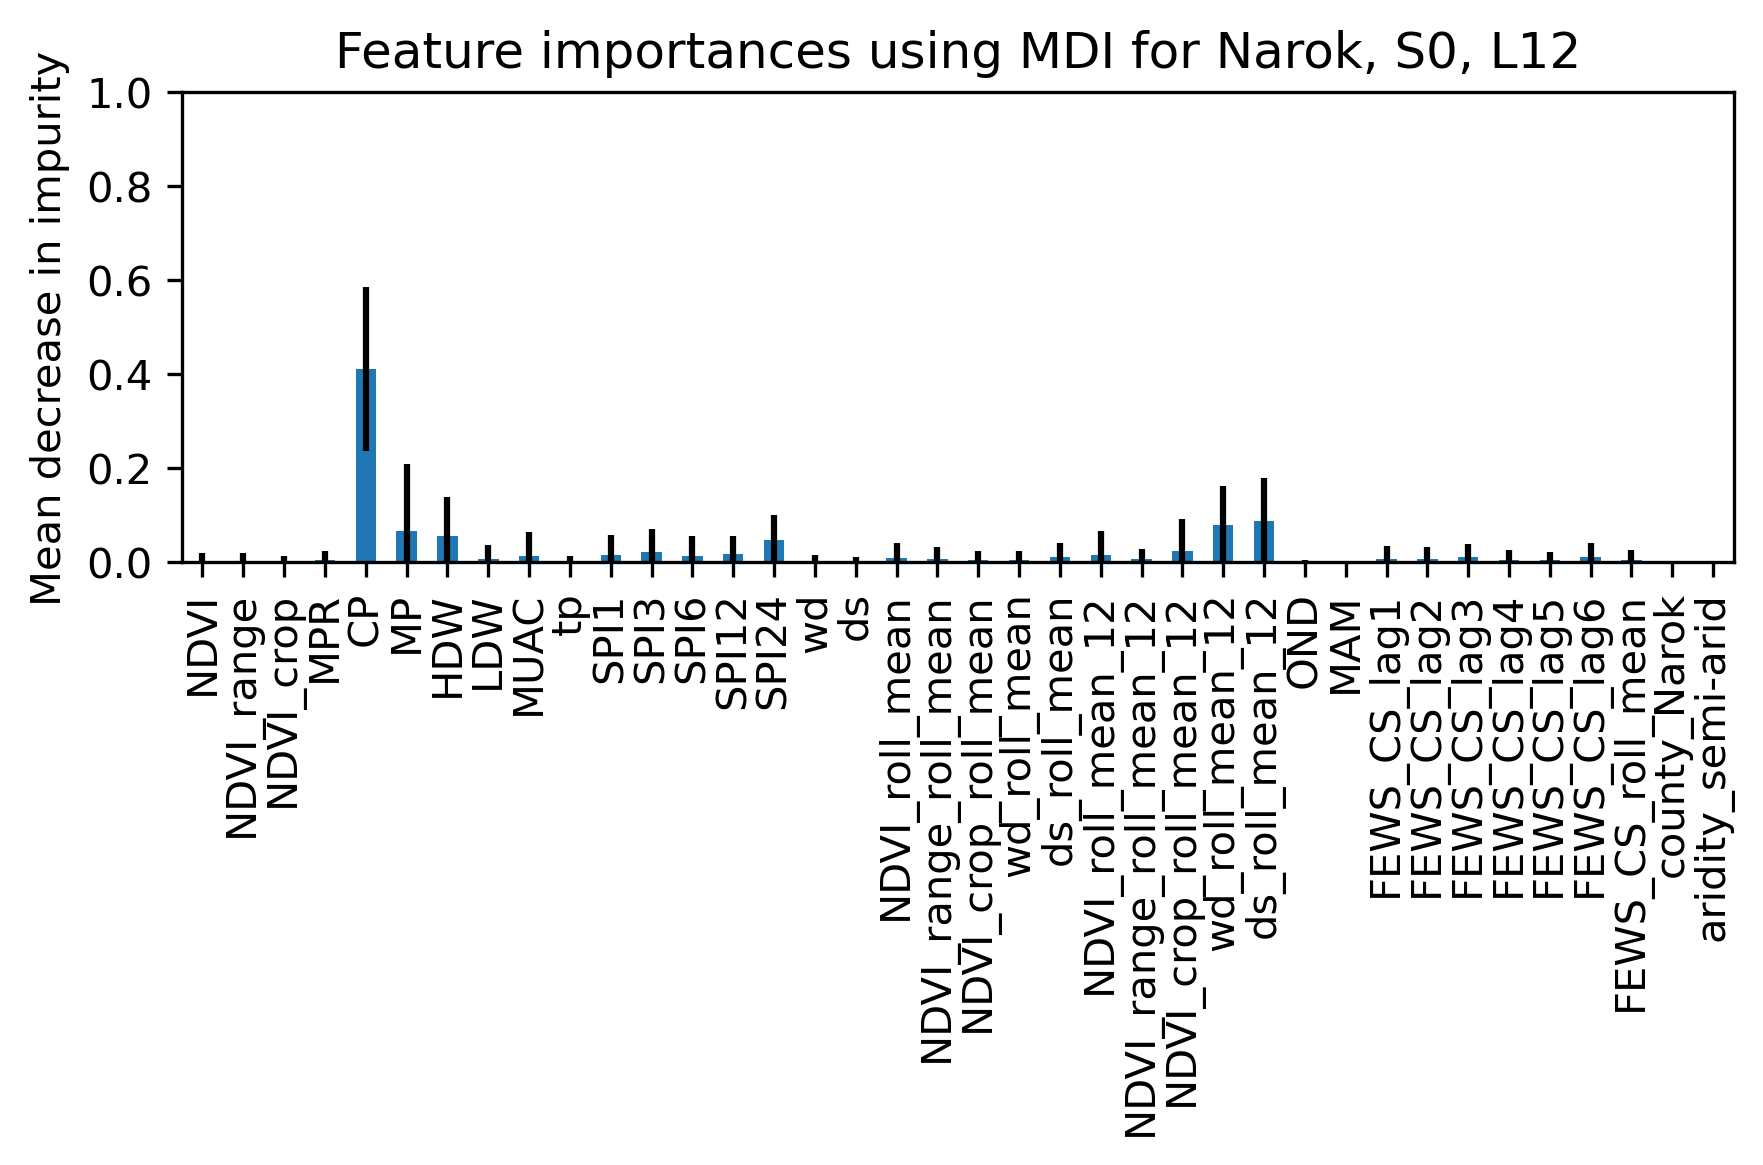 Feature importances using MDI for Narok, S0, L12
Mean decrease in impurity
1.0
0.8
0.6
0.4
0.2
0.0
NDVI
NDVI_range
NDVI_crop
MPR
CP
MP
HDW
LDW
MUAC
tp
SPI1
SPI3
SPI6
SPI12
SPI24
wd
ds
NDVI_roll_mean
NDVI_range_roll_mean
NDVI_crop_roll_mean
wd_roll_mean
ds_roll_mean
NDVI_roll_mean_12
NDVI_range_roll_mean_12
NDVI_crop_roll_mean_12
wd_roll_mean_12
ds_roll_mean_12
OND
MAM
FEWS_CS_lag1
FEWS_CS_lag2
FEWS_CS_lag3
FEWS_CS_lag4
FEWS_CS_lag5
FEWS_CS_lag6
FEWS_CS_roll_mean
county_Narok
aridity_semi-arid